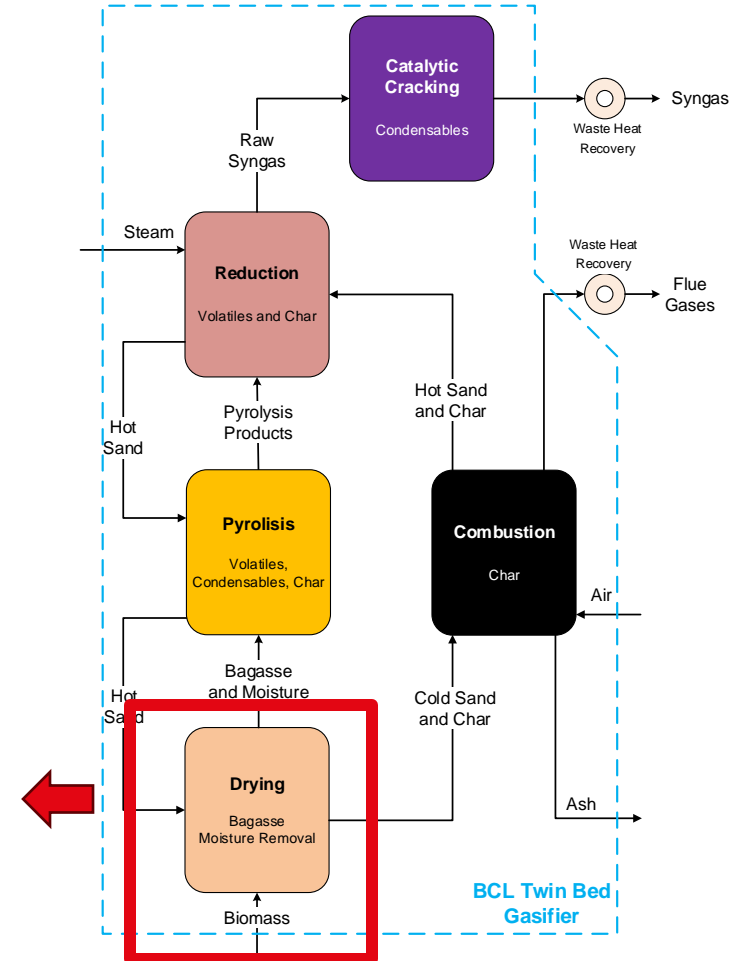 Catalytic
Cracking
Condensables
Syngas
Waste Heat
Recovery
Raw
Syngas
Steam
Reduction
Volatiles and Char
Waste Heat
Recovery
Flue
Gases
Hot Sand
and Char
Pyrolysis
Products
Hot
Sand
Pyrolisis
Volatiles,
Condensables, Char
Combustion
Char
Air
Bagasse
and Moisture
Hot
Sand
Cold Sand
and Char
Drying
Bagasse
Moisture Removal
Ash
Biomass
BCL Twin Bed
Gasifier